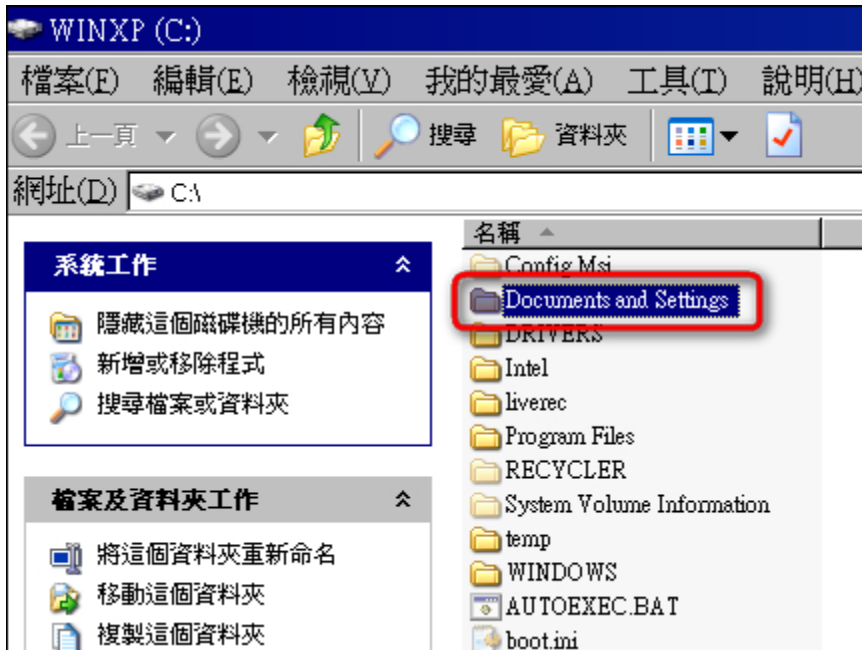 WINXP (C:)
檔案(F) 編輯(E) 檢視(V) 我的最愛(A) 工具(T) 說明(H)
上一頁 搜尋 資料夾
網址(D) C:\
名稱
系統工作
隱藏這個磁碟機的所有內容
新增或移除程式
搜尋檔案或資料夾
檔案及資料夾工作
將這個資料夾重新命名
移動這個資料夾
複製這個資料夾
Config.Msi
Documents and Settings
DRIVERS
Intel
liverec
Program Files
RECYCLER
System Volume Information
temp
WINDOWS
AUTOEXEC.BAT
boot.ini